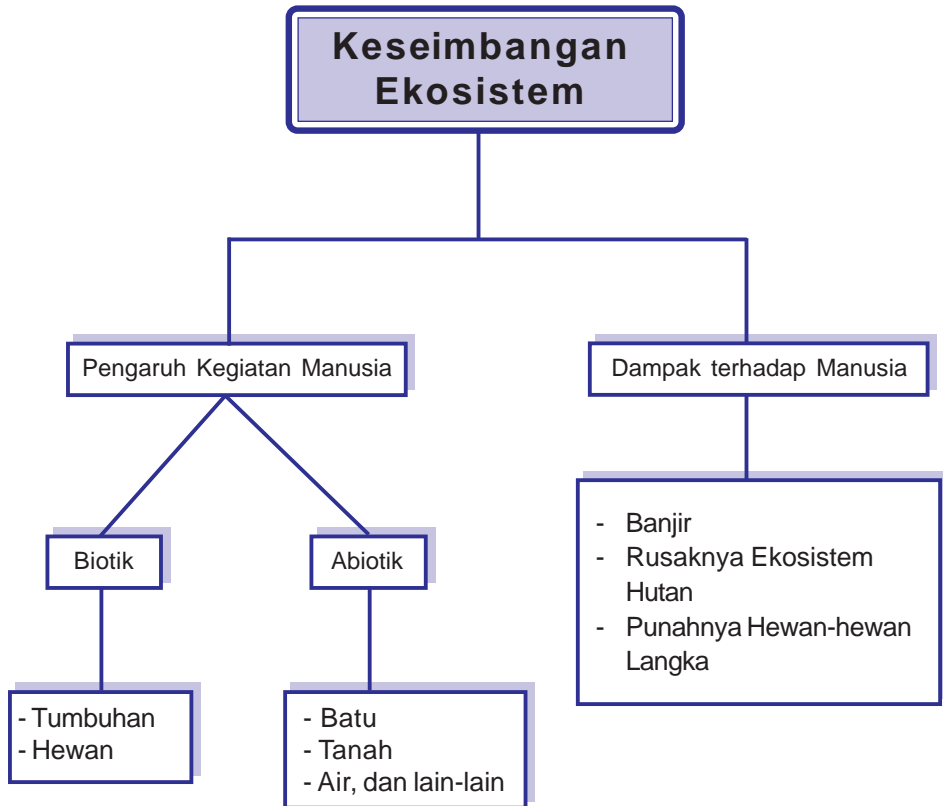 Keseimbangan
Ekosistem
Pengaruh Kegiatan Manusia
Dampak terhadap Manusia
Biotik
Abiotik
- Banjir
- Rusaknya Ekosistem
Hutan
- Punahnya Hewan-hewan
Langka
- Tumbuhan
- Hewan
- Batu
- Tanah
- Air, dan lain-lain